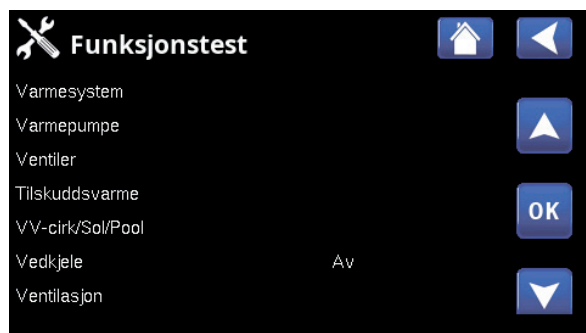 Funksjonstest
Varmesystem
Varmepumpe
Ventiler
Tilskuddsvarme
OK
VV-cirk/Sol/Pool
Vedkjele Av
Ventilasjon